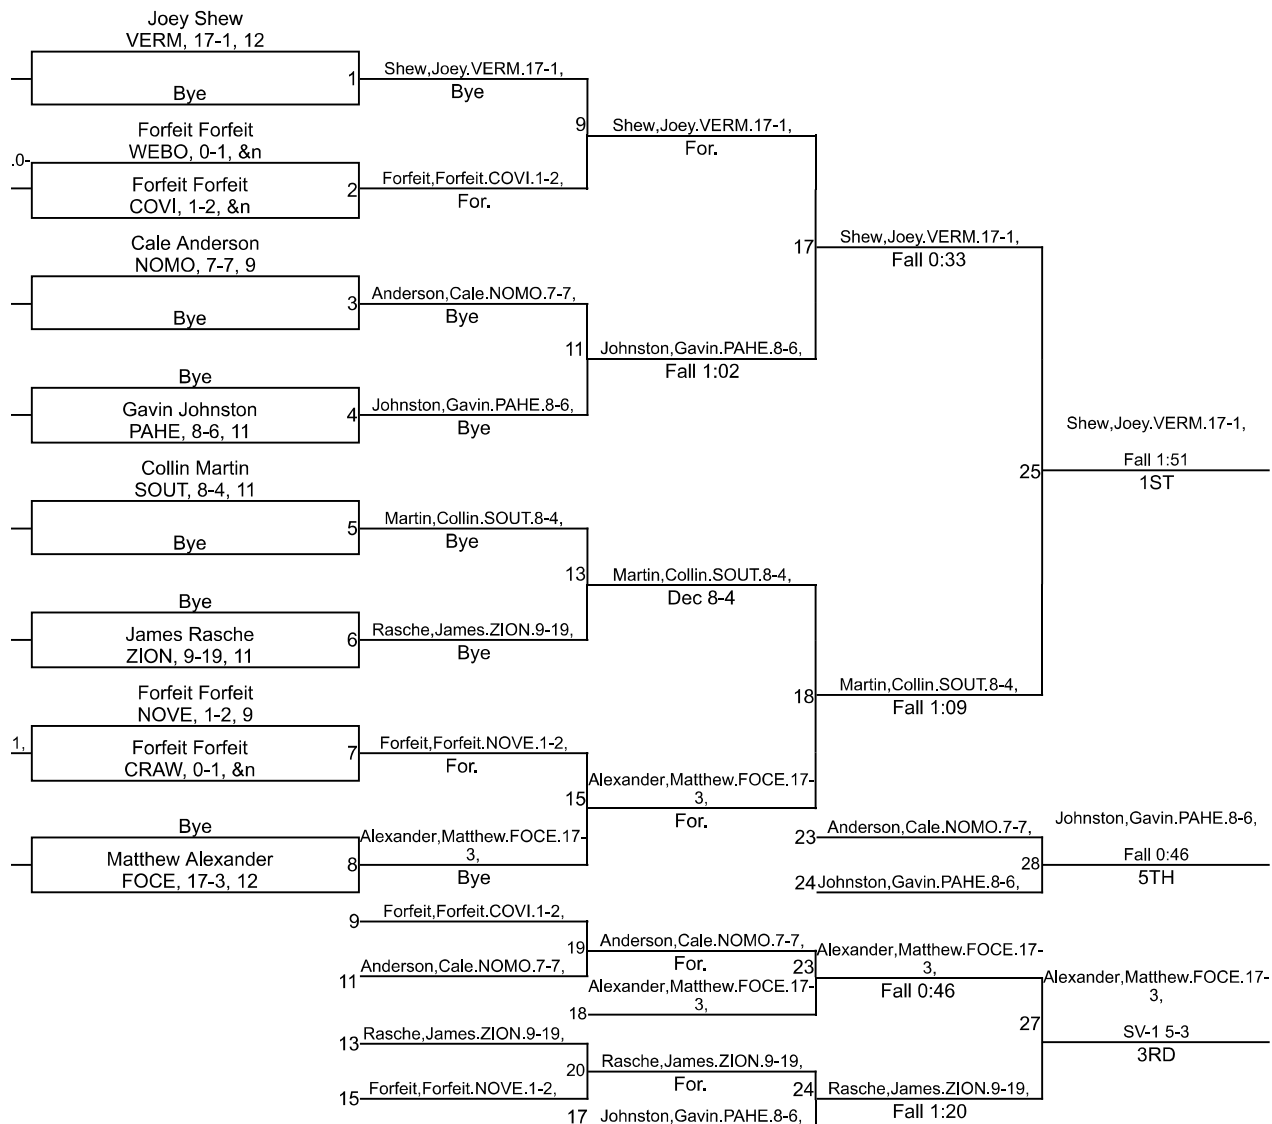 Joey Shew
VERM, 17-1, 12
1
Bye
Shew,Joey.VERM.17-1,
Bye
Forfeit Forfeit
WEBO, 0-1, &n
.0-
Forfeit Forfeit
COVI, 1-2, &n
2
Forfeit,Forfeit.COVI.1-2,
For.
9
Shew,Joey.VERM.17-1,
For.
Cale Anderson
NOMO, 7-7, 9
3
Bye
Anderson,Cale.NOMO.7-7,
Bye
Bye
Gavin Johnston
PAHE, 8-6, 11
4
Johnston,Gavin.PAHE.8-6,
Bye
11
Johnston,Gavin.PAHE.8-6,
Fall 1:02
17
Shew,Joey.VERM.17-1,
Fall 0:33
Collin Martin
SOUT, 8-4, 11
5
Bye
Martin,Collin.SOUT.8-4,
Bye
Bye
James Rasche
ZION, 9-19, 11
6
Rasche,James.ZION.9-19,
Bye
13
Martin,Collin.SOUT.8-4,
Dec 8-4
Forfeit Forfeit
NOVE, 1-2, 9
1,
Forfeit Forfeit
CRAW, 0-1, &n
7
Forfeit,Forfeit.NOVE.1-2,
For.
Bye
Matthew Alexander
FOCE, 17-3, 12
8
Alexander,Matthew.FOCE.17-
3,
Bye
15
Alexander,Matthew.FOCE.17-
3,
For.
18
Martin,Collin.SOUT.8-4,
Fall 1:09
25
Shew,Joey.VERM.17-1,
Fall 1:51
1ST
23
Anderson,Cale.NOMO.7-7,
24
Johnston,Gavin.PAHE.8-6,
28
Johnston,Gavin.PAHE.8-6,
Fall 0:46
5TH
9
Forfeit,Forfeit.COVI.1-2,
11
Anderson,Cale.NOMO.7-7,
19
Anderson,Cale.NOMO.7-7,
For.
18
Alexander,Matthew.FOCE.17-
3,
23
Alexander,Matthew.FOCE.17-
3,
Fall 0:46
13
Rasche,James.ZION.9-19,
15
Forfeit,Forfeit.NOVE.1-2,
20
Rasche,James.ZION.9-19,
For.
17
Johnston,Gavin.PAHE.8-6,
24
Rasche,James.ZION.9-19,
Fall 1:20
27
Alexander,Matthew.FOCE.17-
3,
SV-1 5-3
3RD